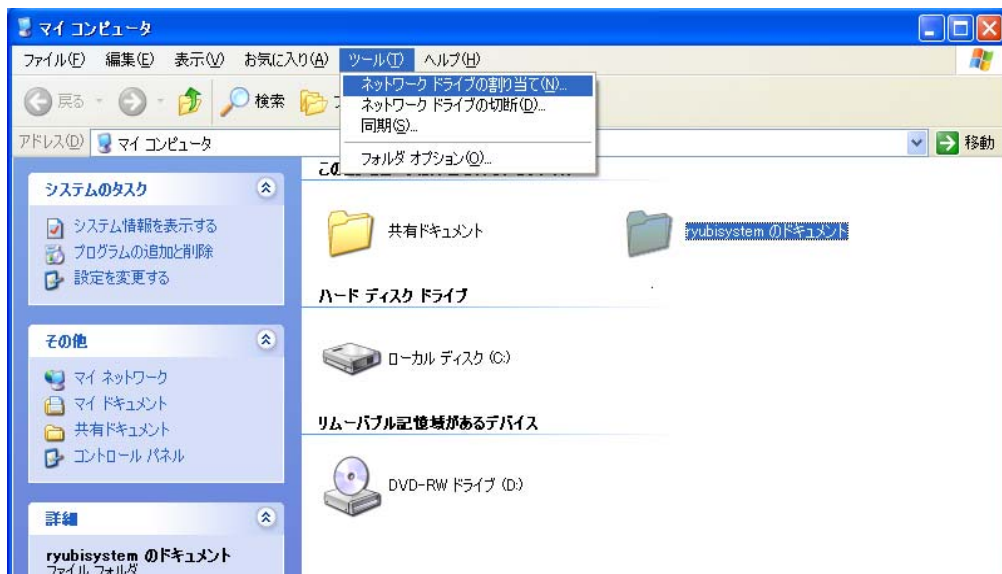 マイ コンピュータ
ファイル(F) 編集(E) 表示(V) お気に入り(A) ツール(T) ヘルプ(H)
ネットワーク ドライブの割り当て(N)...
ネットワーク ドライブの切断(D)...
同期(S)...
フォルダ オプション(O)...
戻る 検索
アドレス(D) マイ コンピュータ 移動
システムのタスク
システム情報を表示する
プログラムの追加と削除
設定を変更する
その他
マイ ネットワーク
マイ ドキュメント
共有ドキュメント
コントロール パネル
詳細
ryubisystem のドキュメント
ファイル フォルダ
共有ドキュメント ryubisystem のドキュメント
ハード ディスク ドライブ
ローカル ディスク (C:)
リムーバブル記憶域があるデバイス
DVD-RW ドライブ (D:)